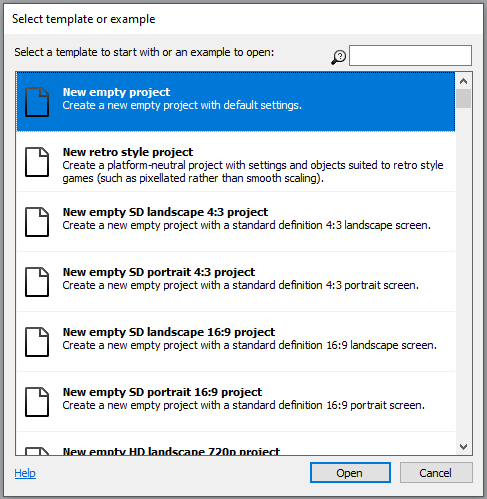 Select template or example
Select a template to start with or an example to open:
New empty project
Create a new empty project with default settings.
New retro style project
Create a platform-neutral project with settings and objects suited to retro style
games (such as pixellated rather than smooth scaling).
New empty SD landscape 4:3 project
Create a new empty project with a standard definition 4:3 landscape screen.
New empty SD portrait 4:3 project
Create a new empty project with a standard definition 4:3 portrait screen.
New empty SD landscape 16:9 project
Create a new empty project with a standard definition 16:9 landscape screen.
New empty SD portrait 16:9 project
Create a new empty project with a standard definition 16:9 portrait screen.
New empty HD landscape 720p project
Help
Open
Cancel